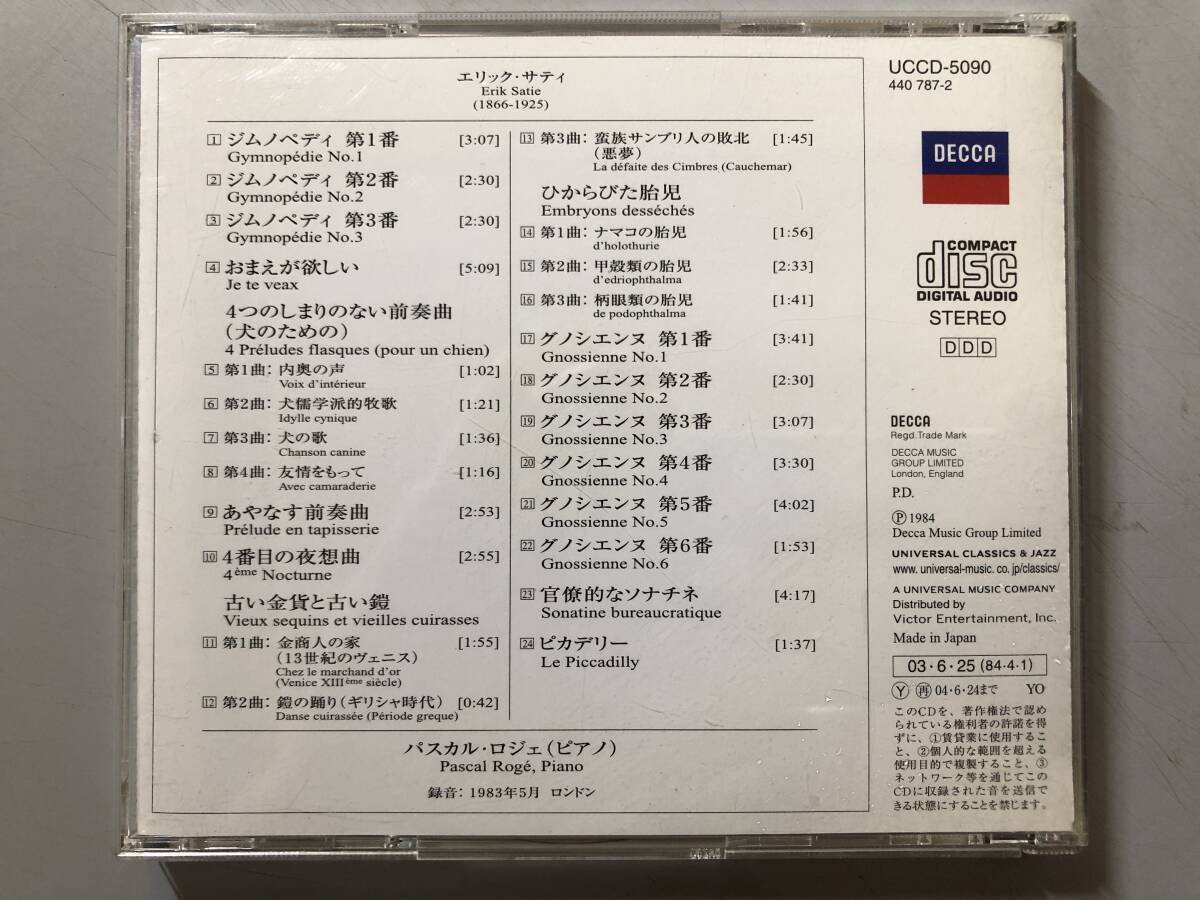 エリック・サティ
Erik Satie
(1866-1925)
1 ジムノペディ 第1番 [3:07]
Gymnopédie No.1
2 ジムノペディ 第2番 [2:30]
Gymnopédie No.2
3 ジムノペディ 第3番 [2:30]
Gymnopédie No.3
4 おまえが欲しい [5:09]
Je te veax
4つのしまりのない前奏曲
(犬のための)
4 Préludes flasques (pour un chien)
5 第1曲: 内奥の声 [1:02]
Voix d'intérieur
6 第2曲: 犬儒学派的牧歌 [1:21]
Idylle cynique
7 第3曲: 犬の歌 [1:36]
Chanson canine
8 第4曲: 友情をもって [1:16]
Avec camaraderie
9 あやなす前奏曲 [2:53]
Prélude en tapisserie
10 4番目の夜想曲 [2:55]
4ème Nocturne
古い金貨と古い鎧
Vieux sequins et vieilles cuirasses
11 第1曲: 金商人の家 [1:55]
(13世紀のヴェニス)
Chez le marchand d'or
(Venice XIIIème siècle)
12 第2曲: 鎧の踊り(ギリシャ時代) [0:42]
Danse cuirassée (Période greque)
13 第3曲: 蛮族サンブリ人の敗北 [1:45]
(悪夢)
La défaite des Cimbres (Cauchemar)
ひからびた胎児
Embryons desséchés
14 第1曲: ナマコの胎児 [1:56]
d'holothurie
15 第2曲: 甲殻類の胎児 [2:33]
d'edriophthalma
16 第3曲: 柄眼類の胎児 [1:41]
de podophthalma
17 グノシエンヌ 第1番 [3:41]
Gnossienne No.1
18 グノシエンヌ 第2番 [2:30]
Gnossienne No.2
19 グノシエンヌ 第3番 [3:07]
Gnossienne No.3
20 グノシエンヌ 第4番 [3:30]
Gnossienne No.4
21 グノシエンヌ 第5番 [4:02]
Gnossienne No.5
22 グノシエンヌ 第6番 [1:53]
Gnossienne No.6
23 官僚的なソナチネ [4:17]
Sonatine bureaucratique
24 ピカデリー [1:37]
Le Piccadilly
パスカル・ロジェ(ピアノ)
Pascal Rogé, Piano
録音: 1983年5月 ロンドン
UCCD-5090
440 787-2
DECCA
COMPACT
disc
DIGITAL AUDIO
STEREO
DDD
DECCA
Regd.Trade Mark
DECCA MUSIC
GROUP LIMITED
London, England
P.D.
Ⓟ1984
Decca Music Group Limited
UNIVERSAL CLASSICS & JAZZ
www. universal-music. co. jp/classics/
A UNIVERSAL MUSIC COMPANY
Distributed by
Victor Entertainment, Inc.
Made in Japan
03・6・25 (84・4・1)
Ⓨ 再 04・6・24まで YO
このCDを、著作権法で認め
られている権利者の許諾を得
ずに、①賃貸業に使用するこ
と、②個人的な範囲を超える
使用目的で複製すること、③
ネットワーク等を通じてこの
CDに収録された音を送信で
きる状態にすることを禁じます。